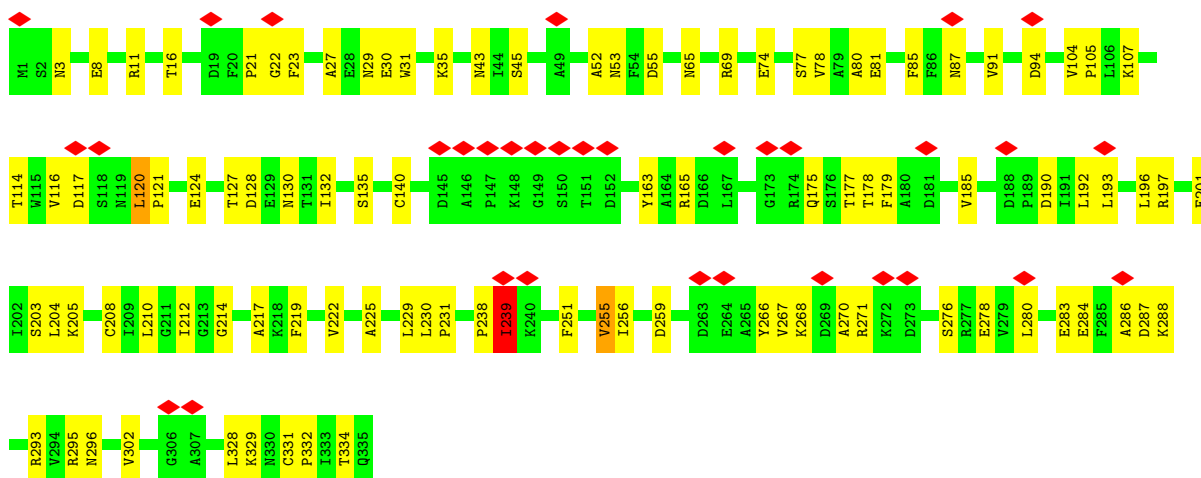 M1 S2 N3 E8 R11 T16 D19 F20 P21 G22 F23 A27 E28 N29 E30 W31 K35 N43 I44 S45 A49 A52 N53 F54 D55 N65 R69 E74 S77 V78 A79 A80 E81 F85 F86 N87 V91 D94 V104 P105 L106 K107
T114 W115 V116 D117 S118 N119 L120 P121 E124 T127 D128 E129 N130 T131 I132 S135 C140 D145 A146 P147 K148 G149 S150 T151 D152 Y163 A164 R165 D166 L167 G173 R174 Q175 S176 T177 T178 F179 A180 D181 V185 D188 P189 D190 I191 L192 L193 L196 R197 E201
I202 S203 L204 K205 C208 I209 L210 G211 I212 G213 G214 A217 K218 F219 V222 A225 L229 L230 P231 P238 I239 K240 F251 V255 I256 D259 D263 E264 A265 Y266 V267 K268 D269 A270 R271 K272 D273 S276 R277 E278 V279 L280 E283 E284 F285 A286 D287 K288
R293 V294 R295 N296 V302 G306 A307 L328 K329 N330 C331 P332 I333 T334 Q335